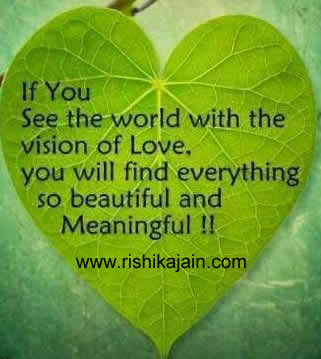 If You
See the world with the
vision of Love,
you will find everything
so beautiful and
Meaningful !!
www.rishikajain.com